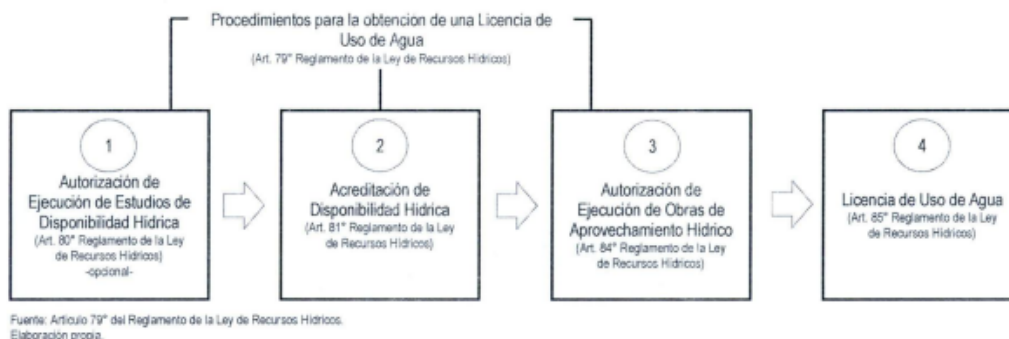 Procedimientos para la obtención de una Licencia de
Uso de Agua
(Art. 79° Reglamento de la Ley de Recursos Hídricos)
1
Autorización de
Ejecución de Estudios de
Disponibilidad Hídrica
(Art. 80° Reglamento de la Ley
de Recursos Hídricos)
-opcional-
2
Acreditación de
Disponibilidad Hídrica
(Art. 81° Reglamento de la Ley
de Recursos Hídricos)
3
Autorización de
Ejecución de Obras de
Aprovechamiento Hídrico
(Art. 84° Reglamento de la Ley
de Recursos Hídricos)
4
Licencia de Uso de Agua
(Art. 85° Reglamento de la Ley
de Recursos Hídricos)
Fuente: Artículo 79° del Reglamento de la Ley de Recursos Hídricos.
Elaboración propia.